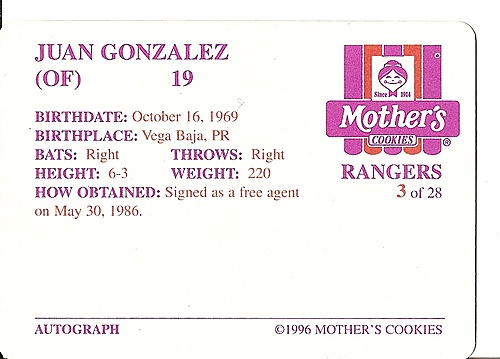 JUAN GONZALEZ
(OF) 19
BIRTHDATE: October 16, 1969
BIRTHPLACE: Vega Baja, PR
BATS: Right THROWS: Right
HEIGHT: 6-3 WEIGHT: 220
HOW OBTAINED: Signed as a free agent
on May 30, 1986.
Since 1914
Mother's
COOKIES
®
RANGERS
3 of 28
AUTOGRAPH ©1996 MOTHER'S COOKIES